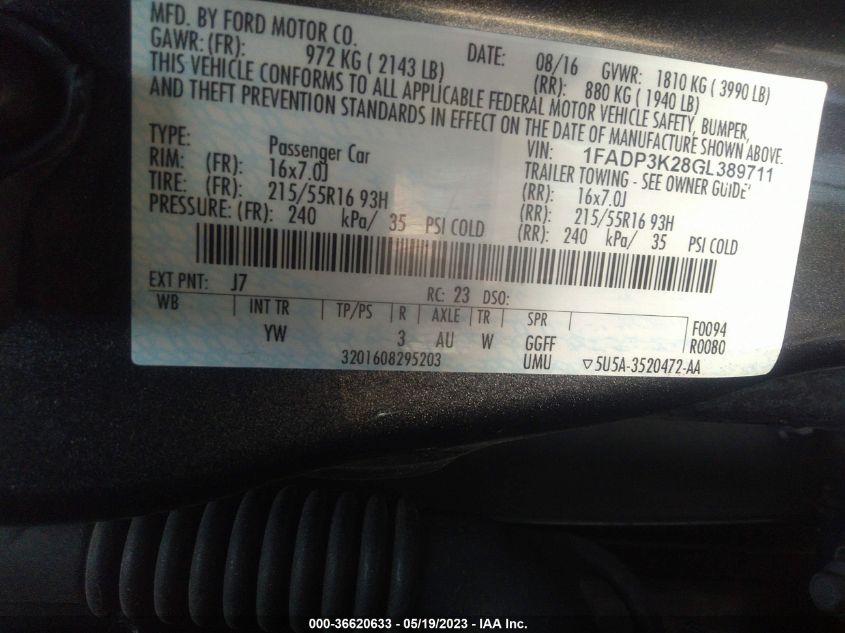 MFD. BY FORD MOTOR CO.
DATE: 08/16 GVWR: 1810 KG ( 3990 LB)
GAWR: (FR): 972 KG ( 2143 LB) (RR): 880 KG ( 1940 LB)
THIS VEHICLE CONFORMS TO ALL APPLICABLE FEDERAL MOTOR VEHICLE SAFETY, BUMPER,
AND THEFT PREVENTION STANDARDS IN EFFECT ON THE DATE OF MANUFACTURE SHOWN ABOVE.
VIN: 1FADP3K28GL389711
TYPE: Passenger Car TRAILER TOWING - SEE OWNER GUIDE
RIM: (FR): 16x7.0J (RR): 16x7.0J
TIRE: (FR): 215/55R16 93H (RR): 215/55R16 93H
PRESSURE: (FR): 240 kPa/ 35 PSI COLD (RR): 240 kPa/ 35 PSI COLD
EXT PNT: J7 RC: 23 DSO:
WB INT TR TP/PS R AXLE TR SPR F0094
YW 3 AU W GGFF R0080
3201608295203 UMU ▽5U5A-3520472-AA
000-36620633 - 05/19/2023 - IAA Inc.